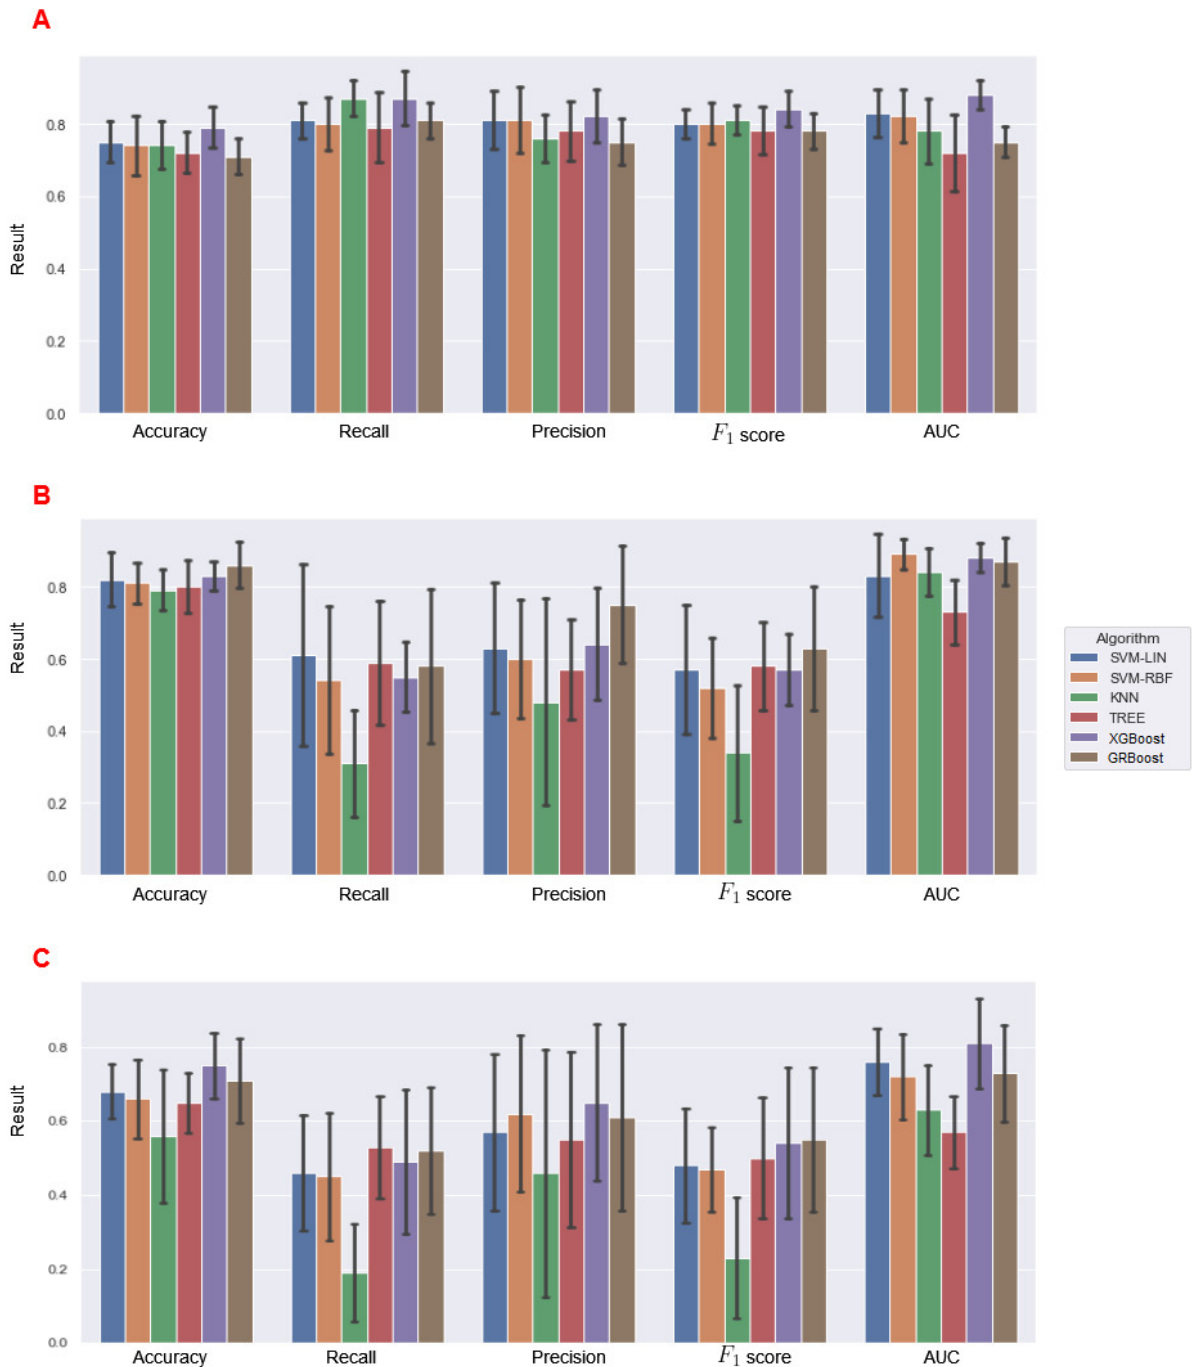 A
Result
0.8
0.6
0.4
0.2
0.0
Accuracy Recall Precision F₁ score AUC
B
Result
0.8
0.6
0.4
0.2
0.0
Accuracy Recall Precision F₁ score AUC
Algorithm
SVM-LIN
SVM-RBF
KNN
TREE
XGBoost
GRBoost
C
Result
0.8
0.6
0.4
0.2
0.0
Accuracy Recall Precision F₁ score AUC